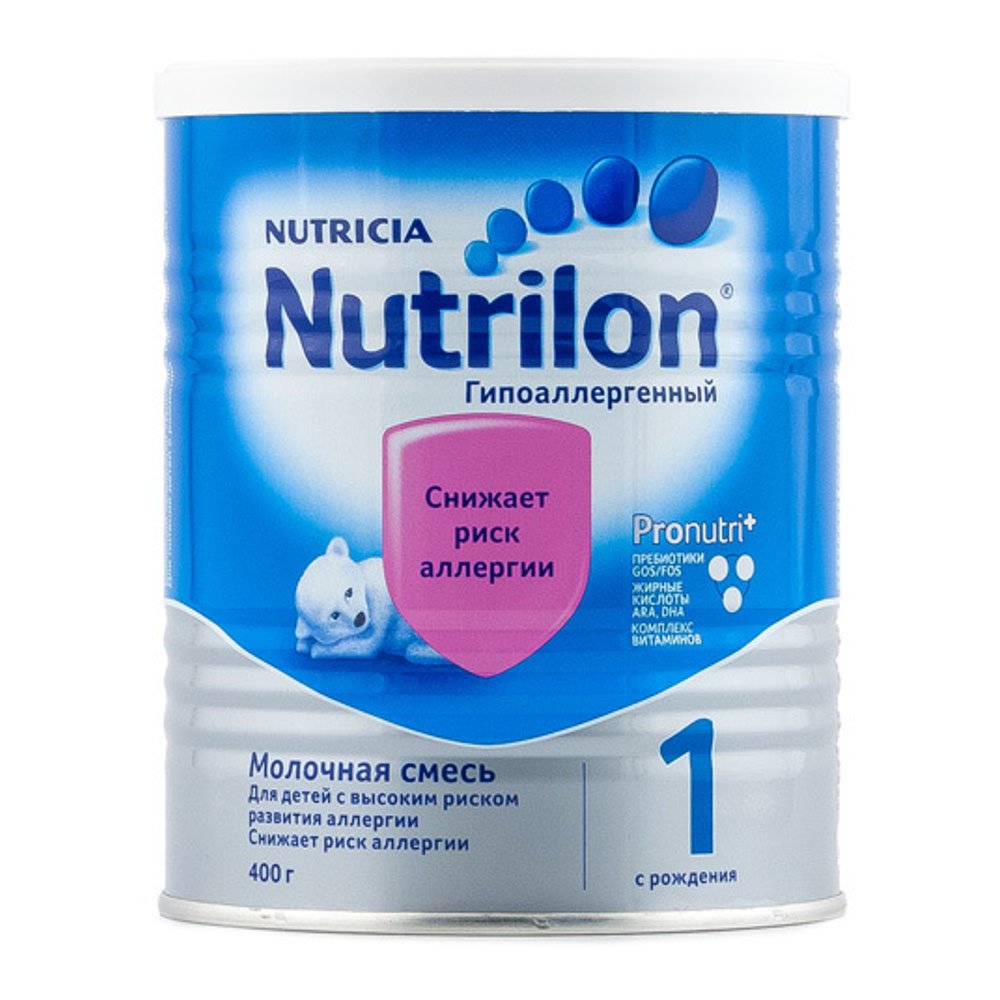 NUTRICIA
Nutrilon®
Гипоаллергенный
Снижает
риск
аллергии
Pronutri+
ПРЕБИОТИКИ
GOS/FOS
ЖИРНЫЕ
КИСЛОТЫ
ARA, DHA
КОМПЛЕКС
ВИТАМИНОВ
Молочная смесь
Для детей с высоким риском
развития аллергии
Снижает риск аллергии
400 г
1
с рождения